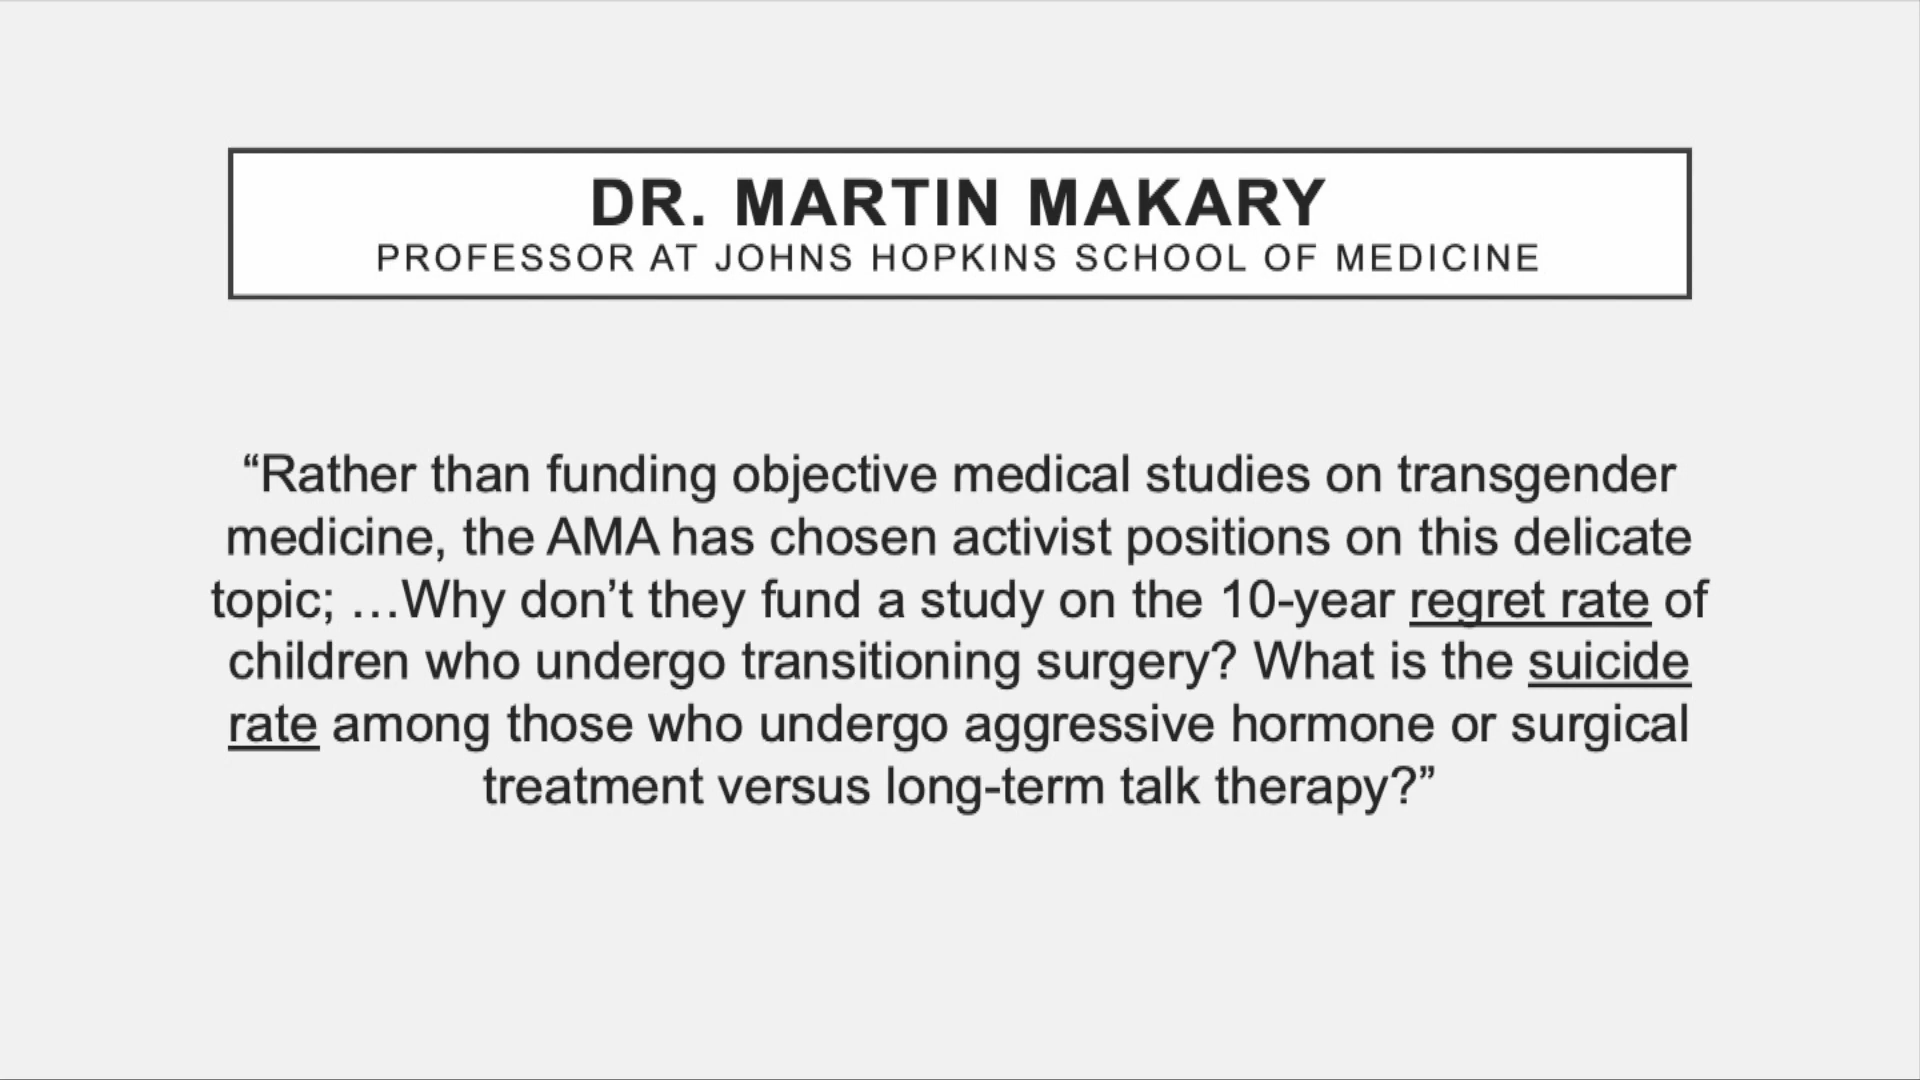 DR. MARTIN MAKARY
PROFESSOR AT JOHNS HOPKINS SCHOOL OF MEDICINE
“Rather than funding objective medical studies on transgender
medicine, the AMA has chosen activist positions on this delicate
topic; …Why don’t they fund a study on the 10-year regret rate of
children who undergo transitioning surgery? What is the suicide
rate among those who undergo aggressive hormone or surgical
treatment versus long-term talk therapy?”